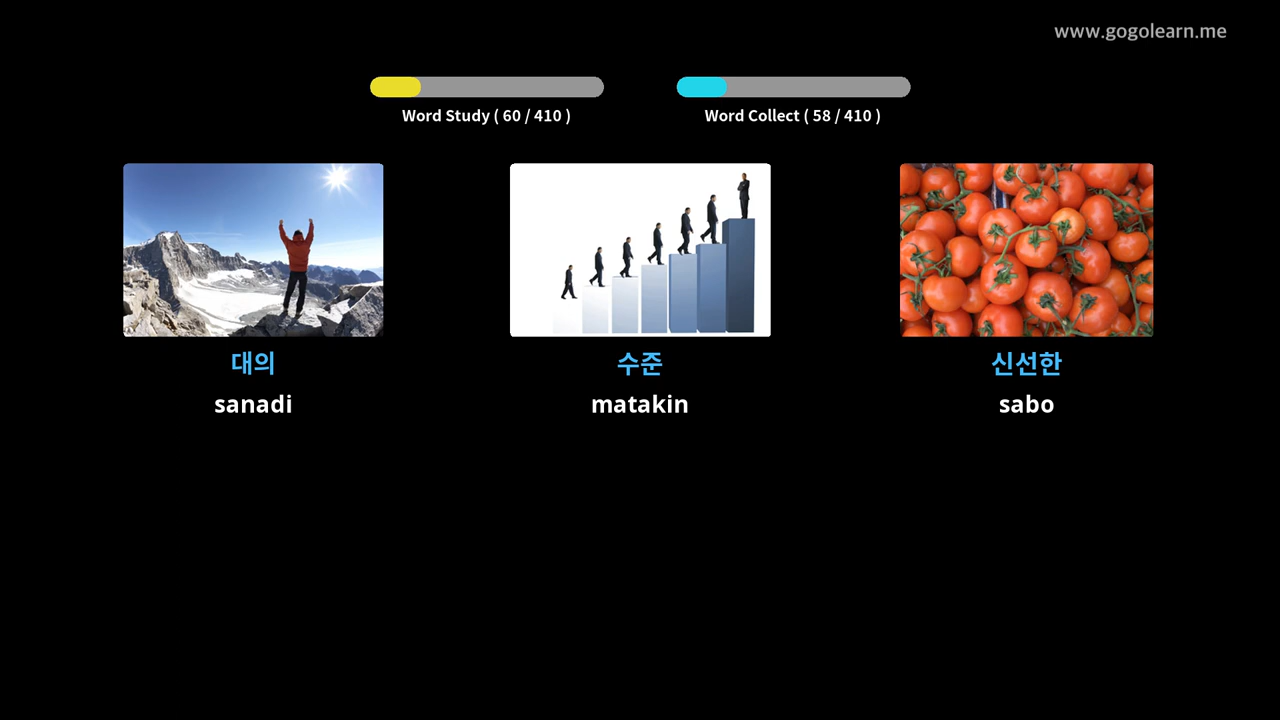 www.gogolearn.me
Word Study ( 60 / 410 )
Word Collect ( 58 / 410 )
대의
수준
신선한
sanadi
matakin
sabo